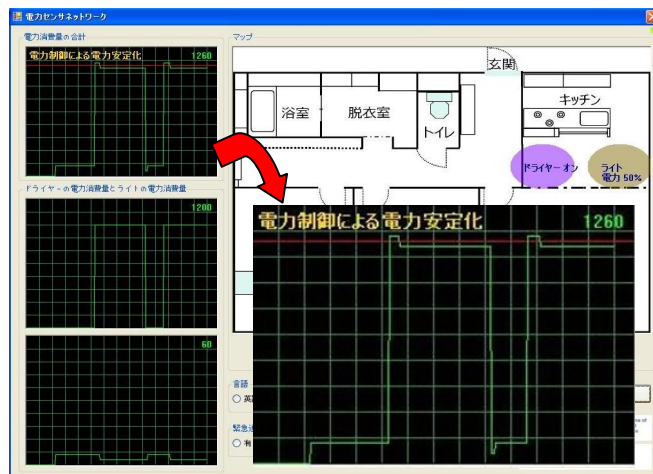 電力センサネットワーク
電力消費量の合計
電力制御による電力安定化 1260
ドライヤーの電力消費量とライトの電力消費量
1200
60
マップ
玄関
浴室
脱衣室
トイレ
キッチン
ドライヤー オン
ライト
電力 50%
電力制御による電力安定化 1260
言語
有